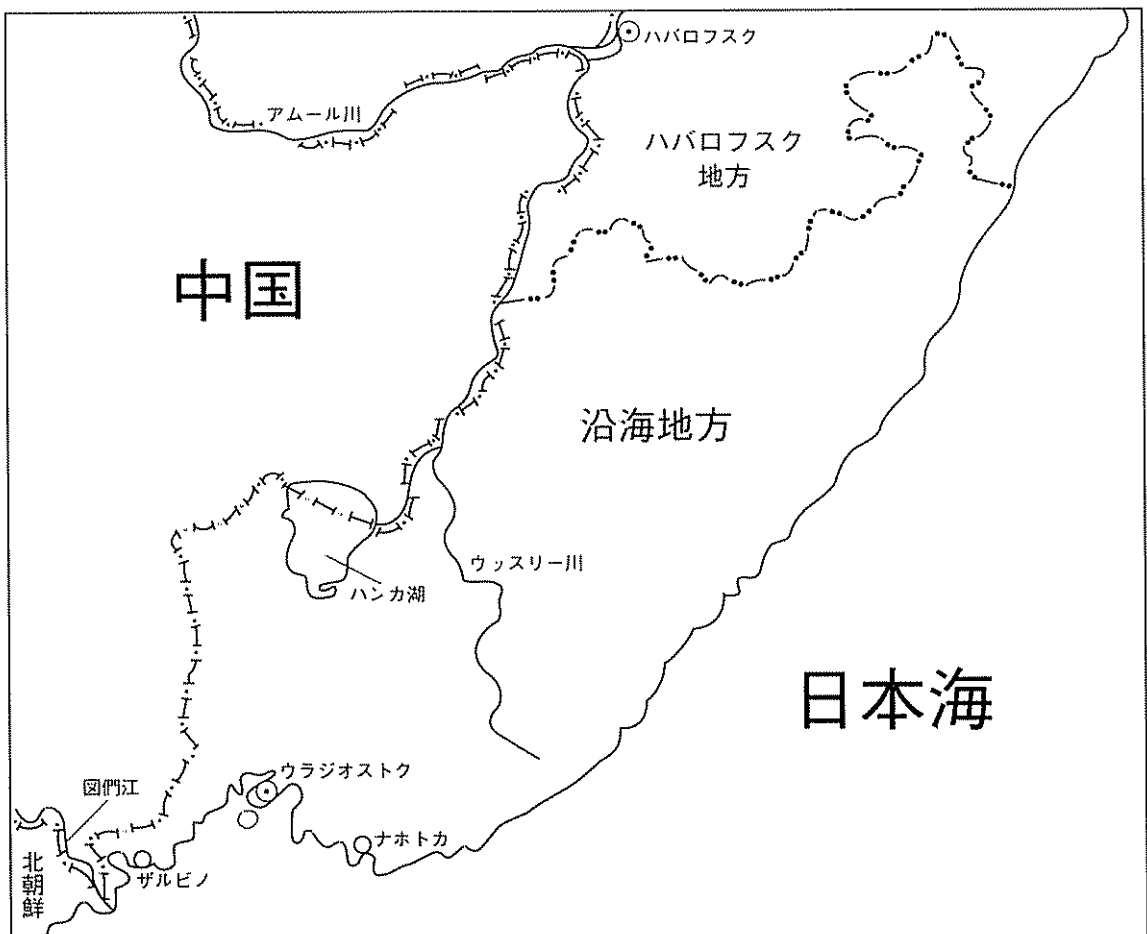 ハバロフスク
アムール川
ハバロフスク
地方
中国
沿海地方
ウッスリー川
ハンカ湖
日本海
ウラジオストク
図們江
ナホトカ
北朝鮮
ザルビノ